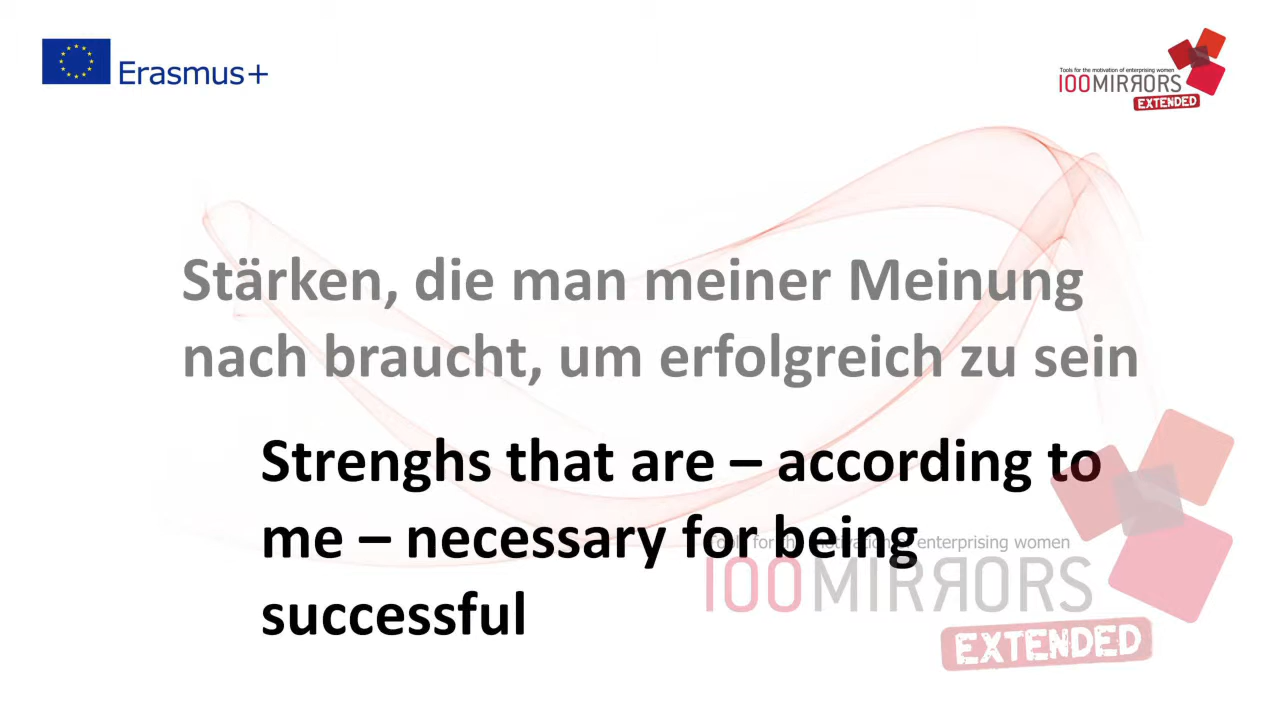 Erasmus+
Tools for the motivation of enterprising women
100MIRЯORS
EXTENDED
Stärken, die man meiner Meinung
nach braucht, um erfolgreich zu sein
Strenghs that are – according to
me – necessary for being
successful
Tools for the motivation of enterprising women
100MIRЯORS
EXTENDED